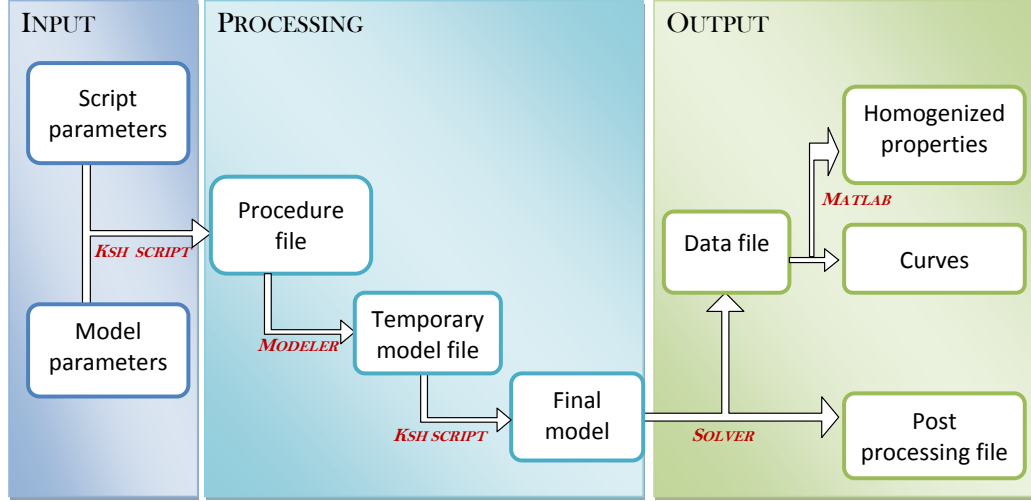 INPUT
Script
parameters
KSH SCRIPT
Model
parameters
PROCESSING
Procedure
file
MODELER
Temporary
model file
KSH SCRIPT
Final
model
OUTPUT
Homogenized
properties
MATLAB
Data file
Curves
SOLVER
Post
processing file